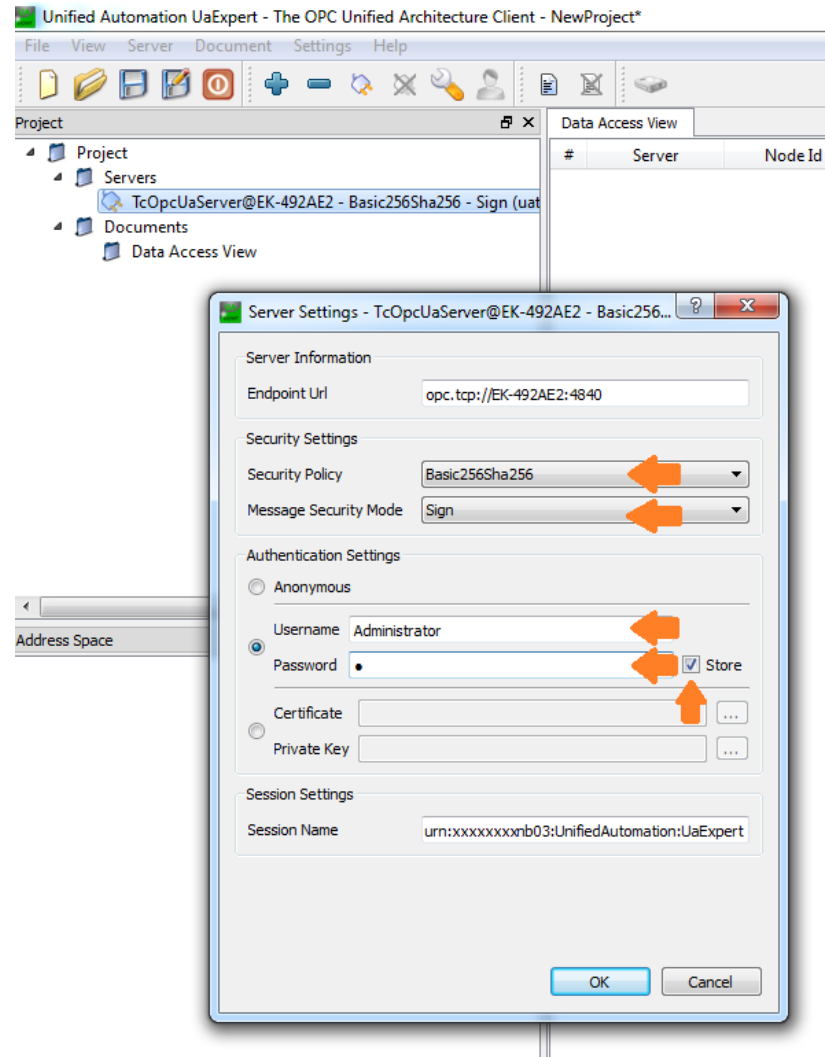 Unified Automation UaExpert - The OPC Unified Architecture Client - NewProject*
File View Server Document Settings Help
Project
Data Access View
Project
# Server Node Id
Servers
TcOpcUaServer@EK-492AE2 - Basic256Sha256 - Sign (uat
Documents
Data Access View
Server Settings - TcOpcUaServer@EK-492AE2 - Basic256...
Server Information
Endpoint Url opc.tcp://EK-492AE2:4840
Security Settings
Security Policy Basic256Sha256
Message Security Mode Sign
Authentication Settings
Anonymous
Address Space
Username Administrator
Password ● Store
Certificate ...
Private Key ...
Session Settings
Session Name urn:xxxxxxxxnb03:UnifiedAutomation:UaExpert
OK Cancel